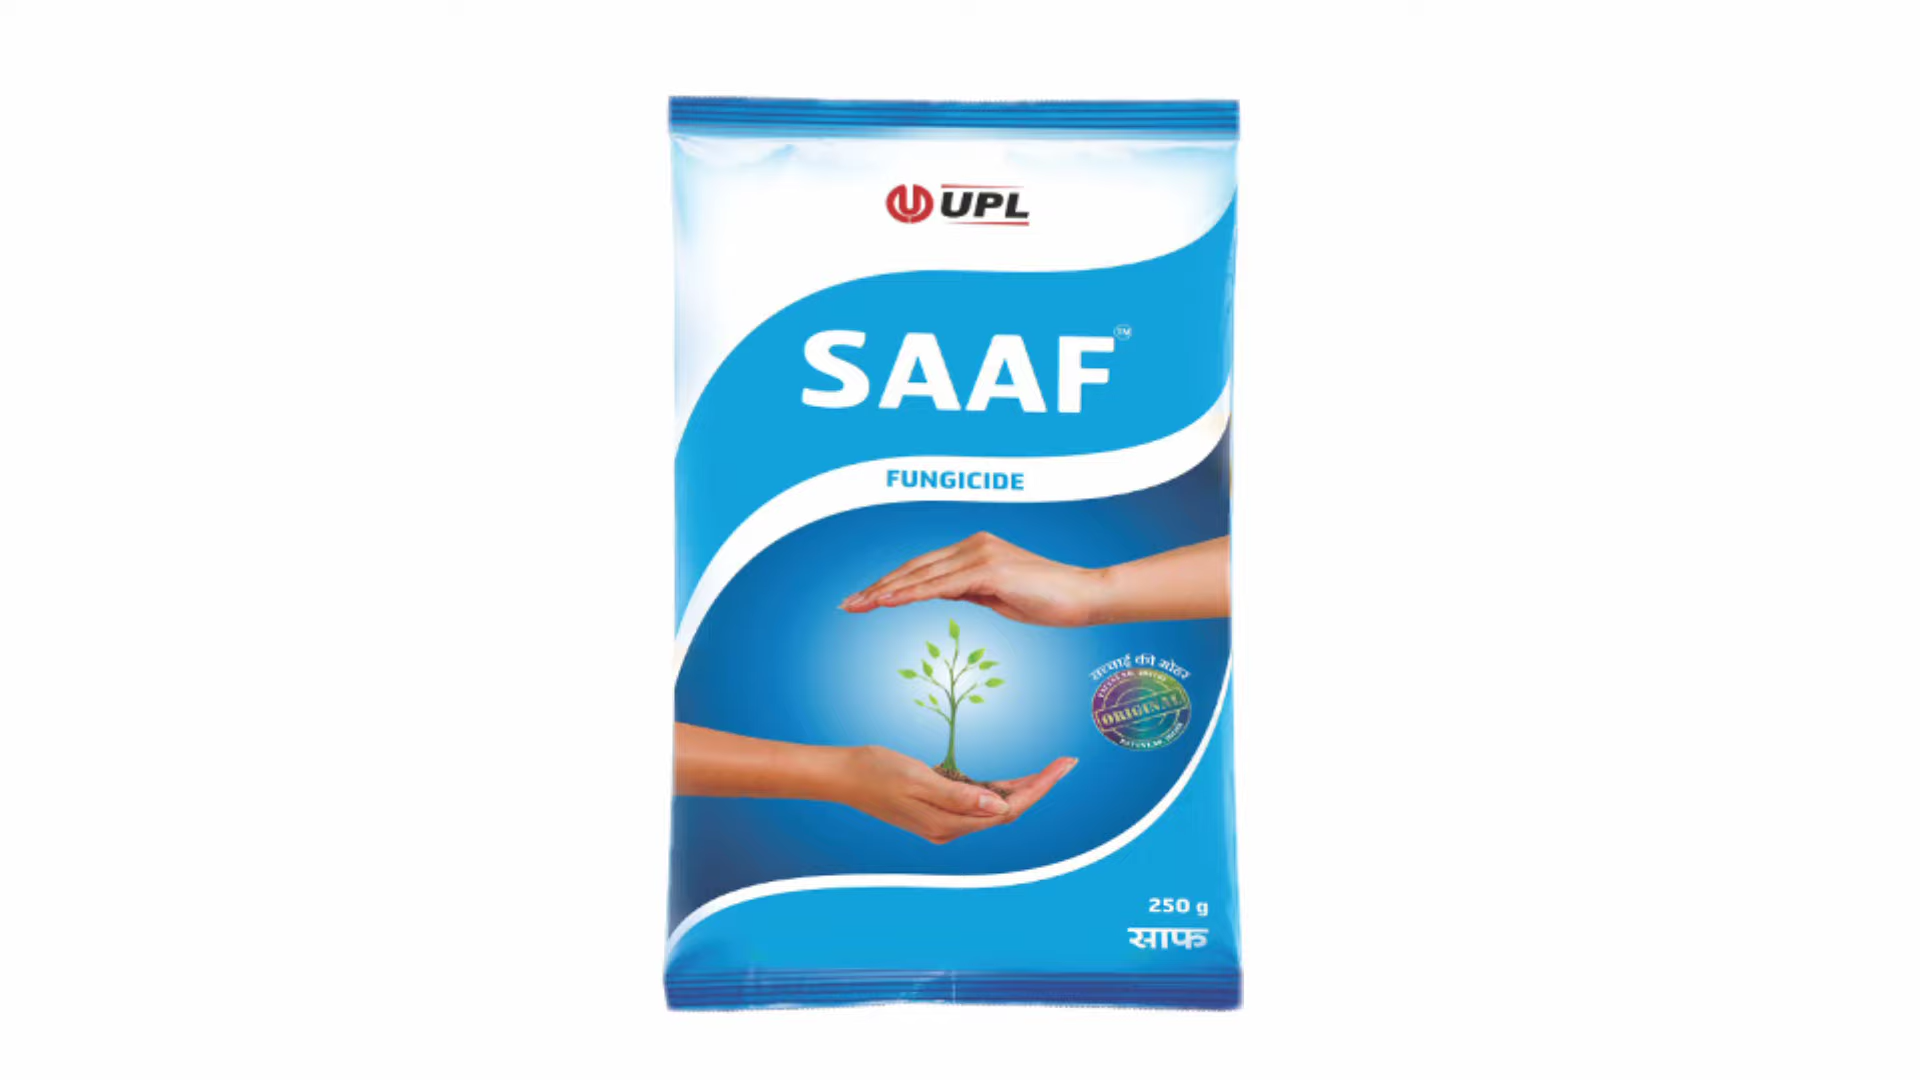 UPL
SAAF
TM
FUNGICIDE
सच्चाई की मोहर
ORIGINAL
250 g
साफ